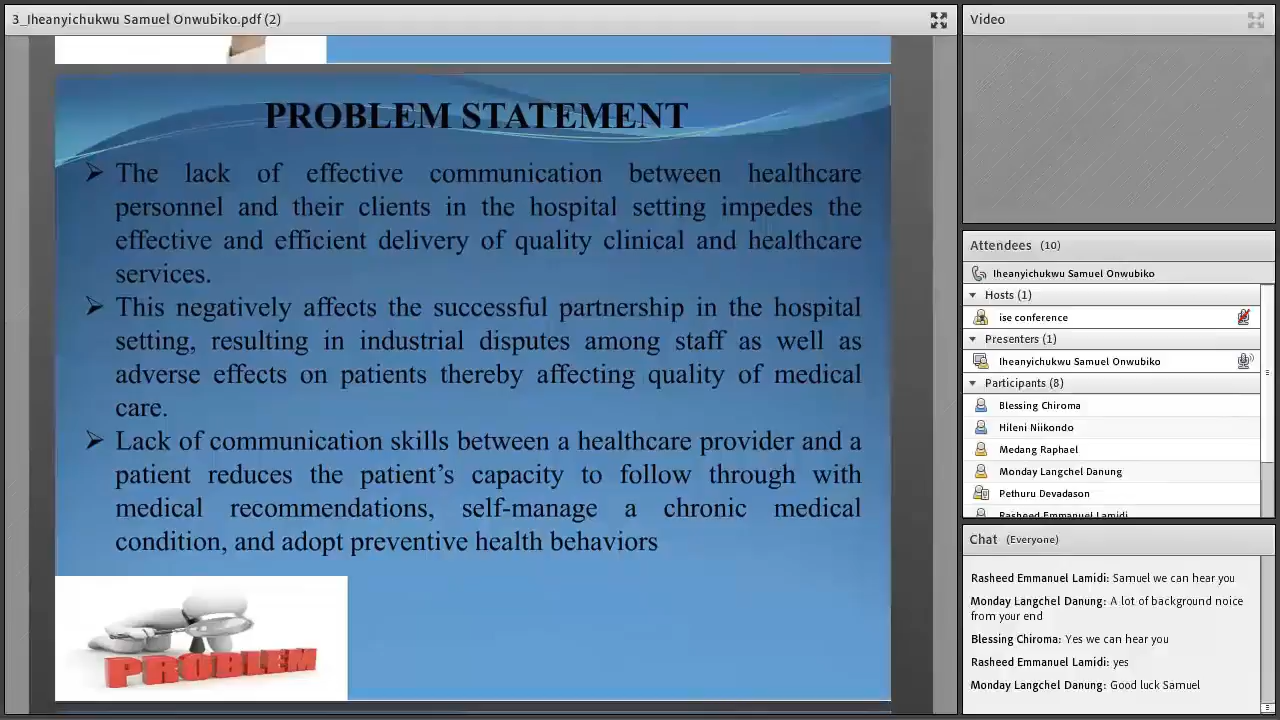 3_Iheanyichukwu Samuel Onwubiko.pdf (2)
PROBLEM STATEMENT
➢ The lack of effective communication between healthcare
personnel and their clients in the hospital setting impedes the
effective and efficient delivery of quality clinical and healthcare
services.
➢ This negatively affects the successful partnership in the hospital
setting, resulting in industrial disputes among staff as well as
adverse effects on patients thereby affecting quality of medical
care.
➢ Lack of communication skills between a healthcare provider and a
patient reduces the patient’s capacity to follow through with
medical recommendations, self-manage a chronic medical
condition, and adopt preventive health behaviors
PROBLEM
Video
Attendees (10)
Iheanyichukwu Samuel Onwubiko
Hosts (1)
ise conference
Presenters (1)
Iheanyichukwu Samuel Onwubiko
Participants (8)
Blessing Chiroma
Hileni Niikondo
Medang Raphael
Monday Langchel Danung
Pethuru Devadason
Rasheed Emmanuel Lamidi
Chat (Everyone)
Rasheed Emmanuel Lamidi: Samuel we can hear you
Monday Langchel Danung: A lot of background noice
from your end
Blessing Chiroma: Yes we can hear you
Rasheed Emmanuel Lamidi: yes
Monday Langchel Danung: Good luck Samuel